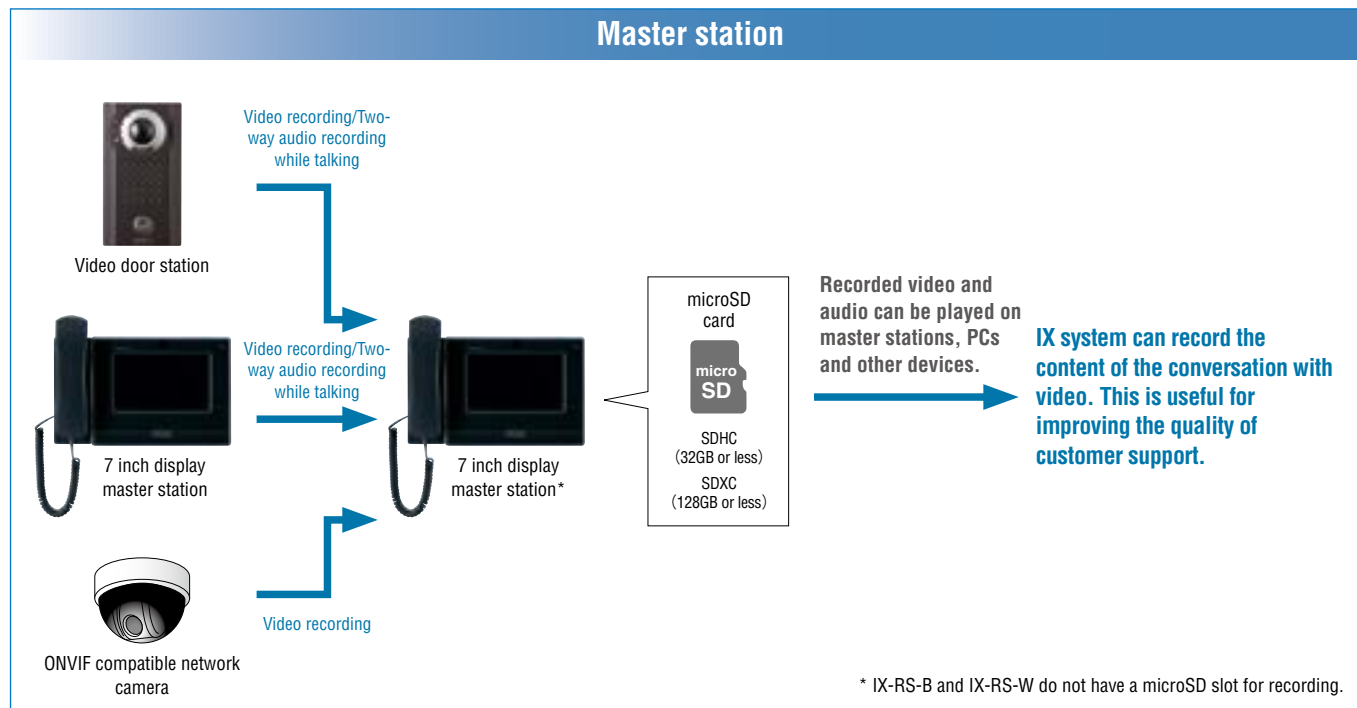 Master station
Video recording/Two-
way audio recording
while talking
Video door station
Video recording/Two-
way audio recording
while talking
7 inch display
master station
7 inch display
master station*
microSD
card
micro
SD
SDHC
（32GB or less）
SDXC
（128GB or less）
Recorded video and
audio can be played on
master stations, PCs
and other devices.
IX system can record the
content of the conversation with
video. This is useful for
improving the quality of
customer support.
Video recording
ONVIF compatible network
camera
* IX-RS-B and IX-RS-W do not have a microSD slot for recording.